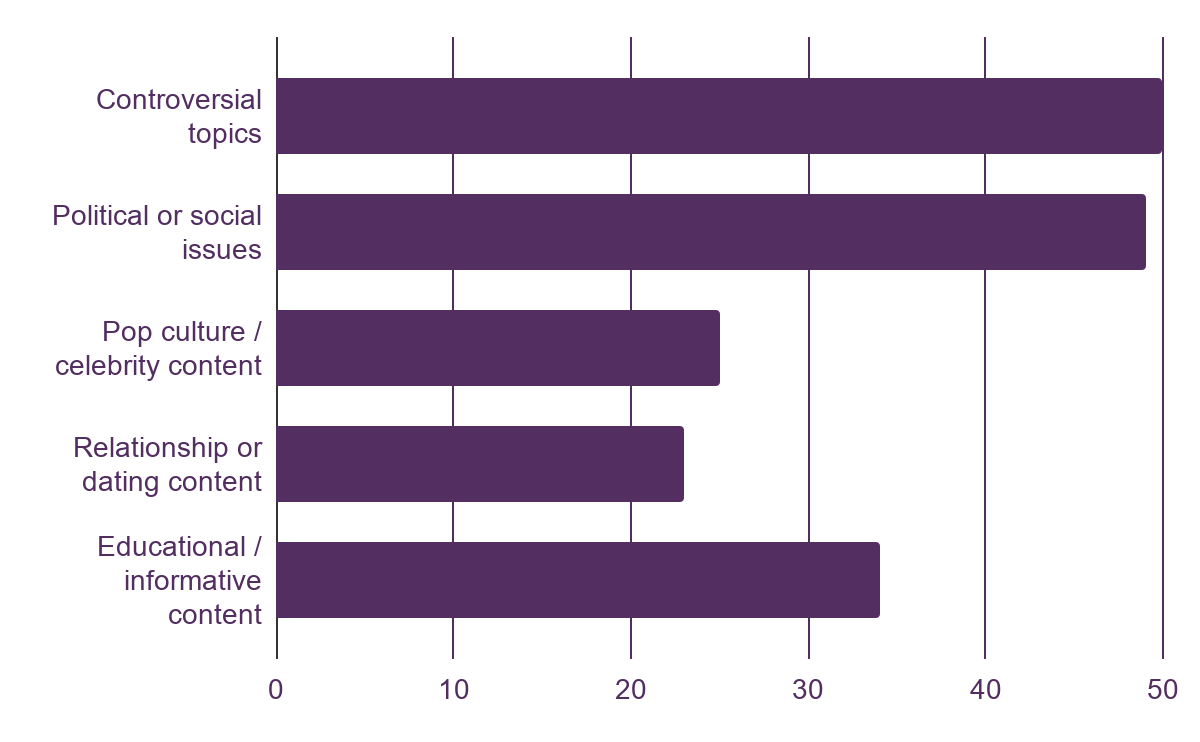 Controversial
topics
Political or social
issues
Pop culture /
celebrity content
Relationship or
dating content
Educational /
informative
content
0 10 20 30 40 50